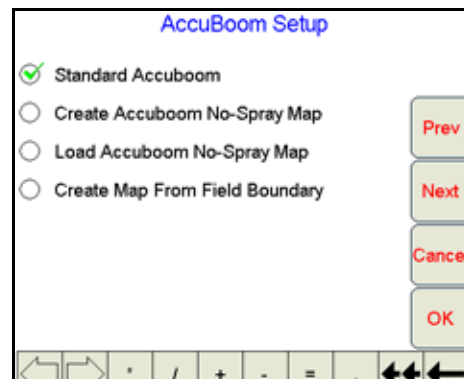 AccuBoom Setup
Standard Accuboom
Create Accuboom No-Spray Map
Load Accuboom No-Spray Map
Create Map From Field Boundary
Prev
Next
Cance
OK
* / + - = .